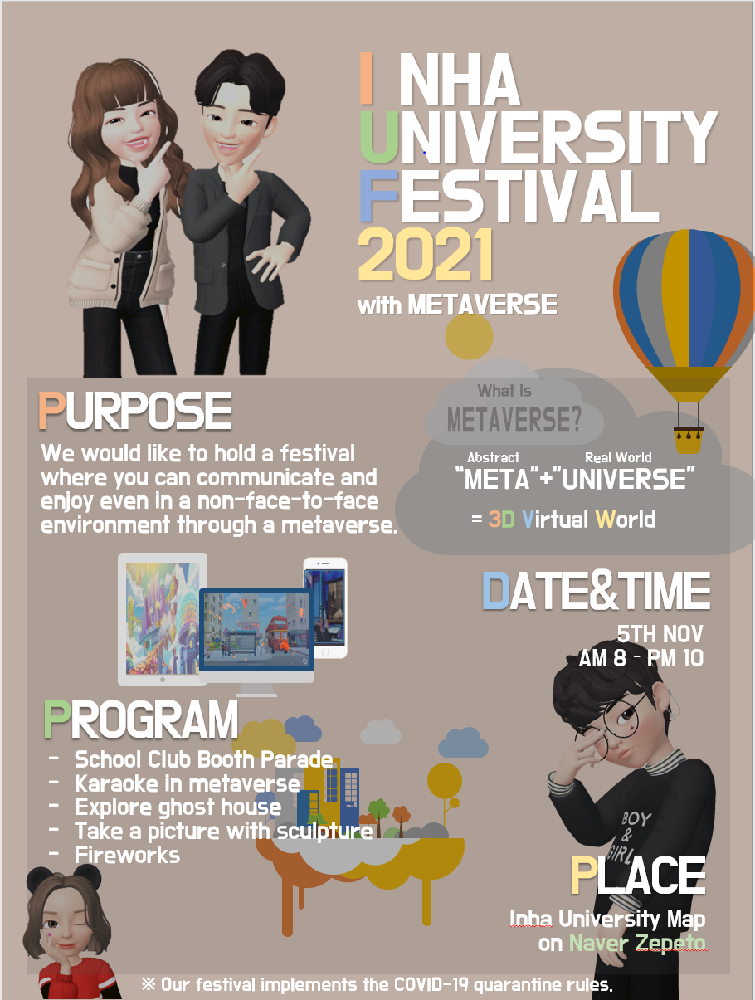 I NHA
UNIVERSITY
FESTIVAL
2021
with METAVERSE
PURPOSE
We would like to hold a festival
where you can communicate and
enjoy even in a non-face-to-face
environment through a metaverse.
What Is
METAVERSE?
Abstract Real World
"META"+"UNIVERSE"
= 3D Virtual World
DATE&TIME
5TH NOV
AM 8 - PM 10
PROGRAM
- School Club Booth Parade
- Karaoke in metaverse
- Explore ghost house
- Take a picture with sculpture
- Fireworks
BOY
&
GIRL
PLACE
Inha University Map
on Naver Zepeto
※ Our festival implements the COVID-19 quarantine rules.